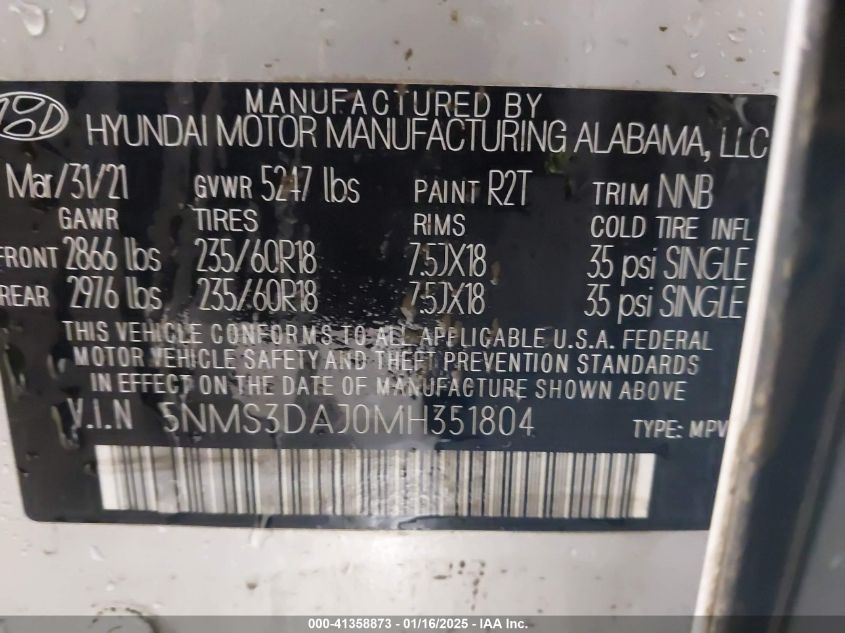 MANUFACTURED BY
HYUNDAI MOTOR MANUFACTURING ALABAMA, LLC
Mar/31/21 GVWR 5247 lbs PAINT R2T TRIM NNB
GAWR TIRES RIMS COLD TIRE INFL
FRONT 2866 lbs 235/60R18 7.5JX18 35 psi SINGLE
REAR 2976 lbs 235/60R18 7.5JX18 35 psi SINGLE
THIS VEHICLE CONFORMS TO ALL APPLICABLE U.S.A. FEDERAL
MOTOR VEHICLE SAFETY AND THEFT PREVENTION STANDARDS
IN EFFECT ON THE DATE OF MANUFACTURE SHOWN ABOVE
V.I.N 5NMS3DAJ0MH351804 TYPE: MPV
000-41358873 - 01/16/2025 - IAA Inc.